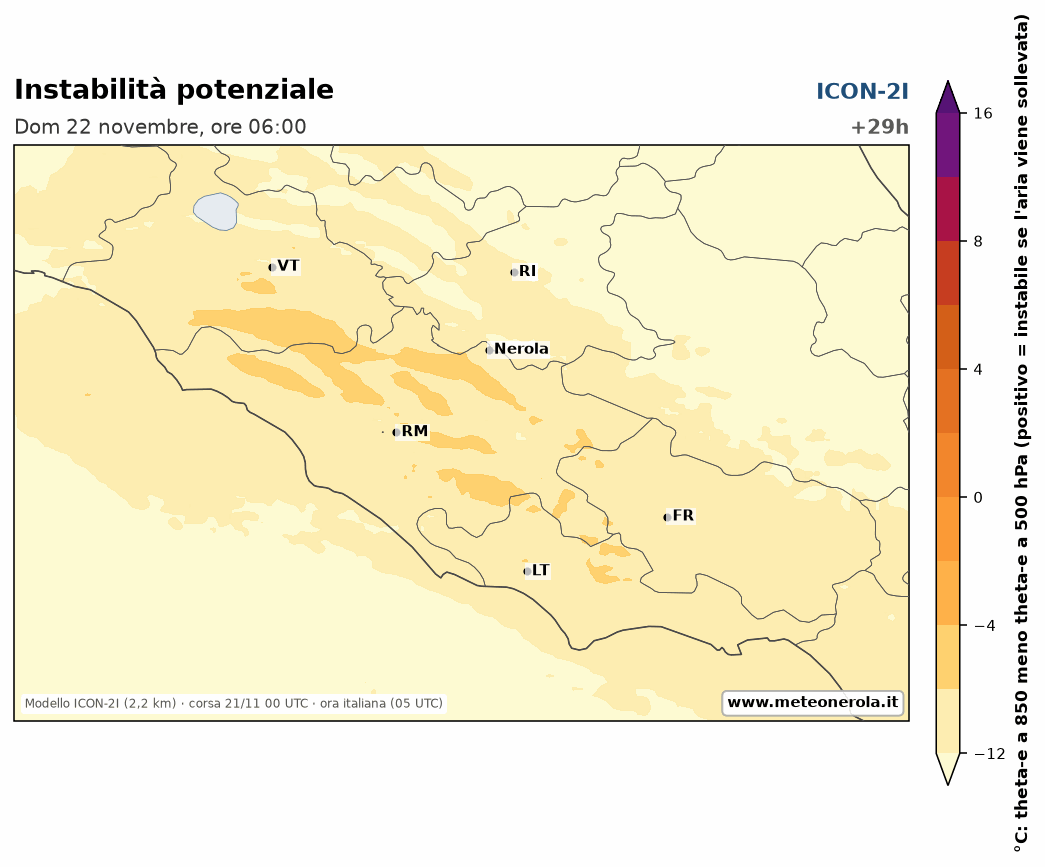 Instabilità potenziale
ICON-2I
Dom 22 novembre, ore 06:00
+29h
VT
RI
Nerola
RM
FR
LT
Modello ICON-2I (2,2 km) · corsa 21/11 00 UTC · ora italiana (05 UTC)
www.meteonerola.it
16
8
4
0
−4
−12
°C: theta-e a 850 meno theta-e a 500 hPa (positivo = instabile se l'aria viene sollevata)